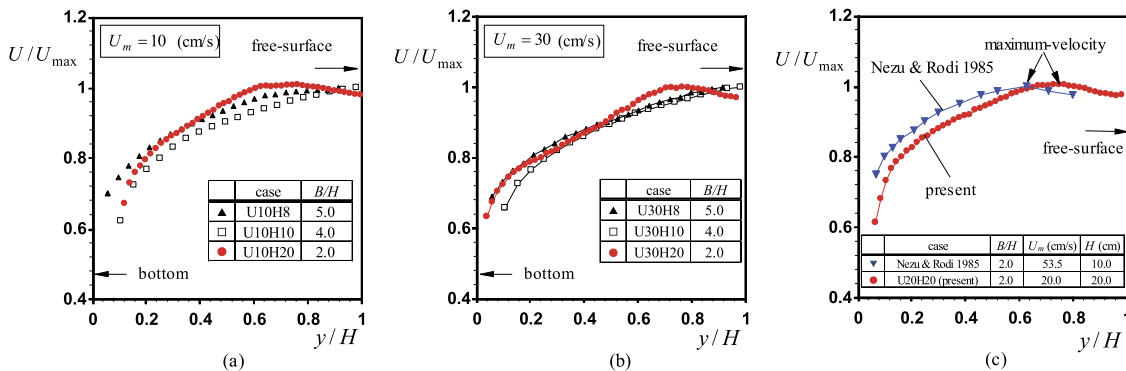 1.2
U_m = 10 (cm/s)
free-surface
U / U_max
1
0.8
0.6
0.4
case B/H
U10H8 5.0
U10H10 4.0
U10H20 2.0
bottom
0 0.2 0.4 0.6 0.8 1
y / H
(a)
1.2
U_m = 30 (cm/s)
free-surface
U / U_max
1
0.8
0.6
0.4
case B/H
U30H8 5.0
U30H10 4.0
U30H20 2.0
bottom
0 0.2 0.4 0.6 0.8 1
y / H
(b)
1.2
maximum-velocity
U / U_max
Nezu & Rodi 1985
1
0.8
free-surface
present
0.6
case B/H U_m (cm/s) H (cm)
Nezu & Rodi 1985 2.0 53.5 10.0
U20H20 (present) 2.0 20.0 20.0
0.4
0 0.2 0.4 0.6 0.8 1
y / H
(c)